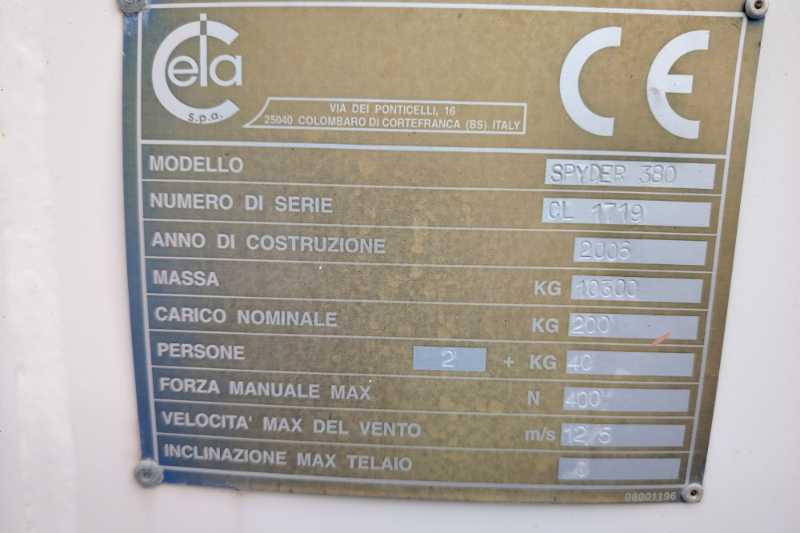 Cela
s.p.a.
CE
VIA DEI PONTICELLI, 16
25040 COLOMBARO DI CORTEFRANCA (BS) ITALY
MODELLO SPYDER 380
NUMERO DI SERIE CL 1719
ANNO DI COSTRUZIONE 2006
MASSA KG 10300
CARICO NOMINALE KG 200
PERSONE 2 + KG 40
FORZA MANUALE MAX N 400
VELOCITA' MAX DEL VENTO m/s 12/5
INCLINAZIONE MAX TELAIO
08001196